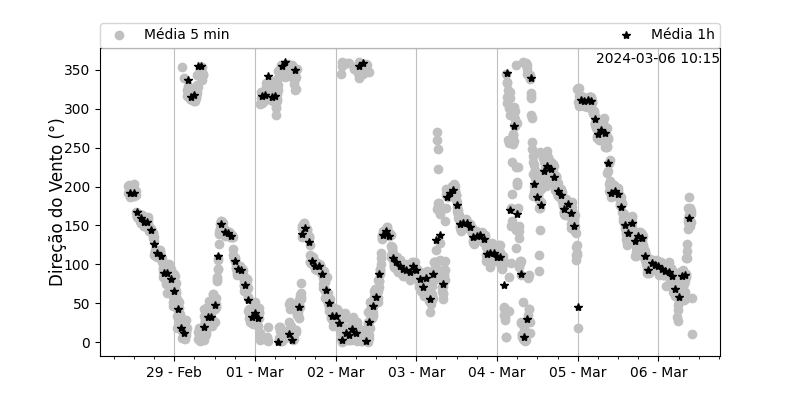 Média 5 min
Média 1h
2024-03-06 10:15
Direção do Vento (°)
350
300
250
200
150
100
50
0
29 - Feb
01 - Mar
02 - Mar
03 - Mar
04 - Mar
05 - Mar
06 - Mar